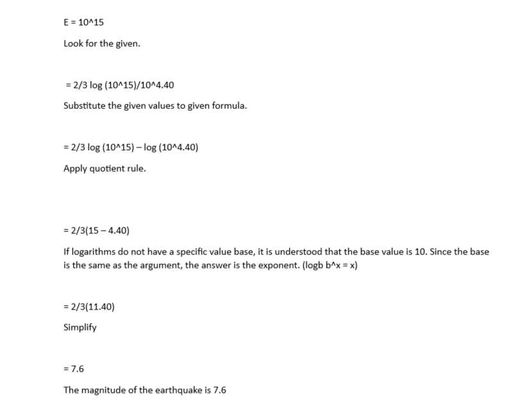 E = 10^15
Look for the given.
= 2/3 log (10^15)/10^4.40
Substitute the given values to given formula.
= 2/3 log (10^15) – log (10^4.40)
Apply quotient rule.
= 2/3(15 – 4.40)
If logarithms do not have a specific value base, it is understood that the base value is 10. Since the base
is the same as the argument, the answer is the exponent. (logb b^x = x)
= 2/3(11.40)
Simplify
= 7.6
The magnitude of the earthquake is 7.6